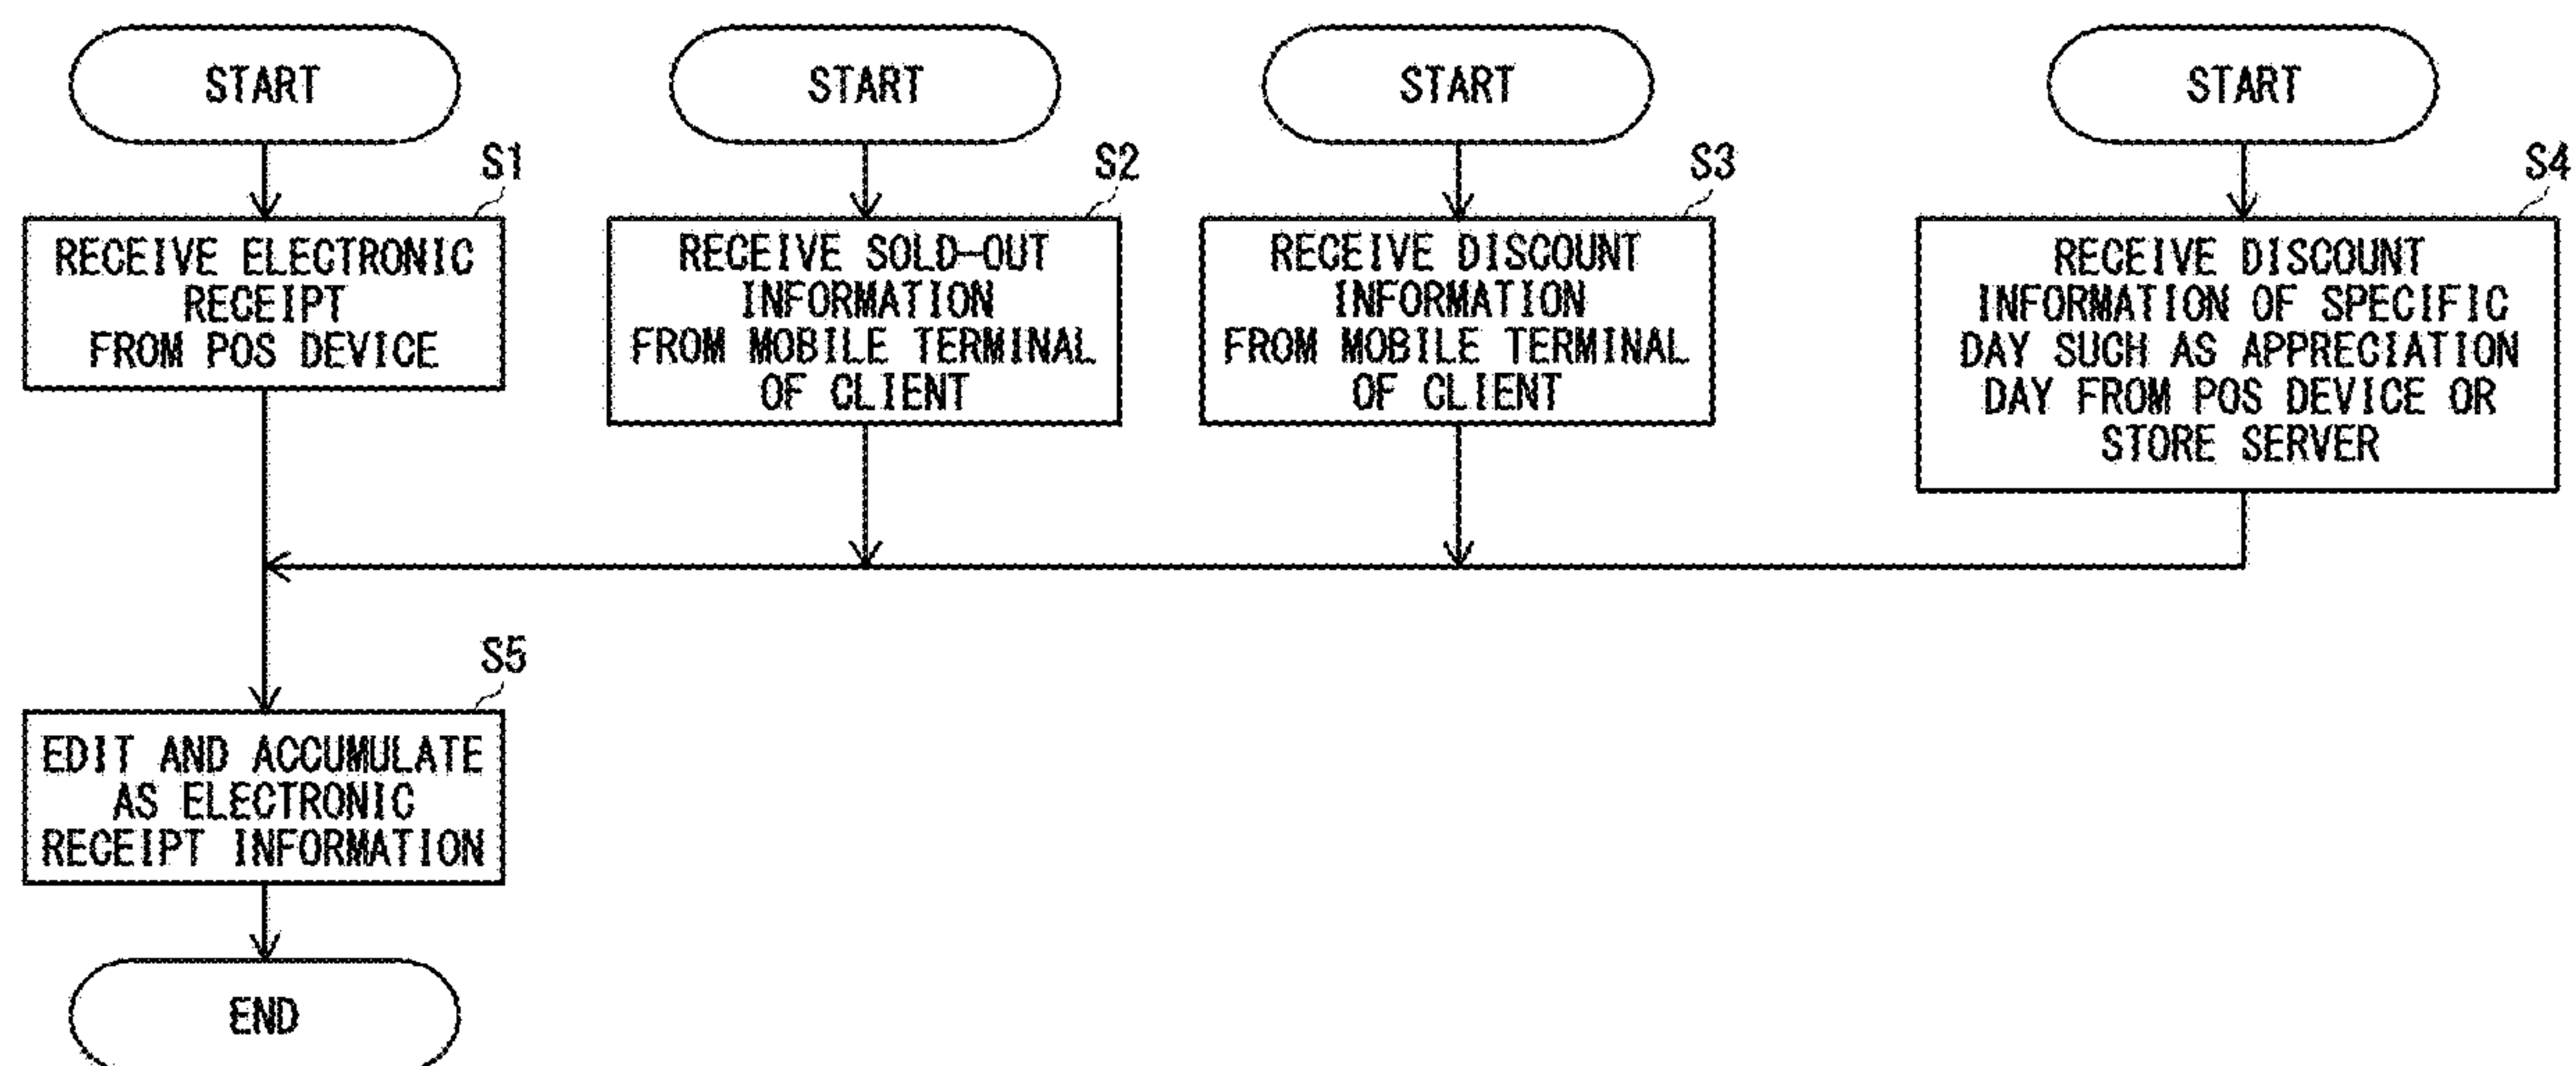 START
START
START
START
S1
S2
S3
S4
RECEIVE ELECTRONIC
RECEIPT
FROM POS DEVICE
RECEIVE SOLD-OUT
INFORMATION
FROM MOBILE TERMINAL
OF CLIENT
RECEIVE DISCOUNT
INFORMATION
FROM MOBILE TERMINAL
OF CLIENT
RECEIVE DISCOUNT
INFORMATION OF SPECIFIC
DAY SUCH AS APPRECIATION
DAY FROM POS DEVICE OR
STORE SERVER
S5
EDIT AND ACCUMULATE
AS ELECTRONIC
RECEIPT INFORMATION
END